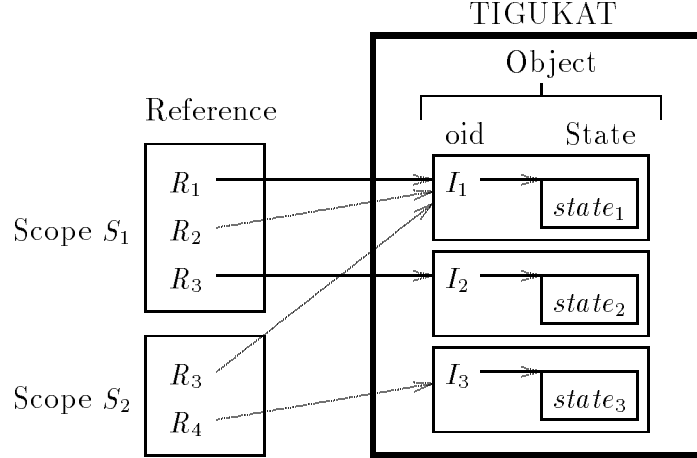 TIGUKAT
Object
Reference
oid State
R₁ I₁ state₁
Scope S₁ R₂
R₃ I₂ state₂
R₃ I₃ state₃
Scope S₂
R₄